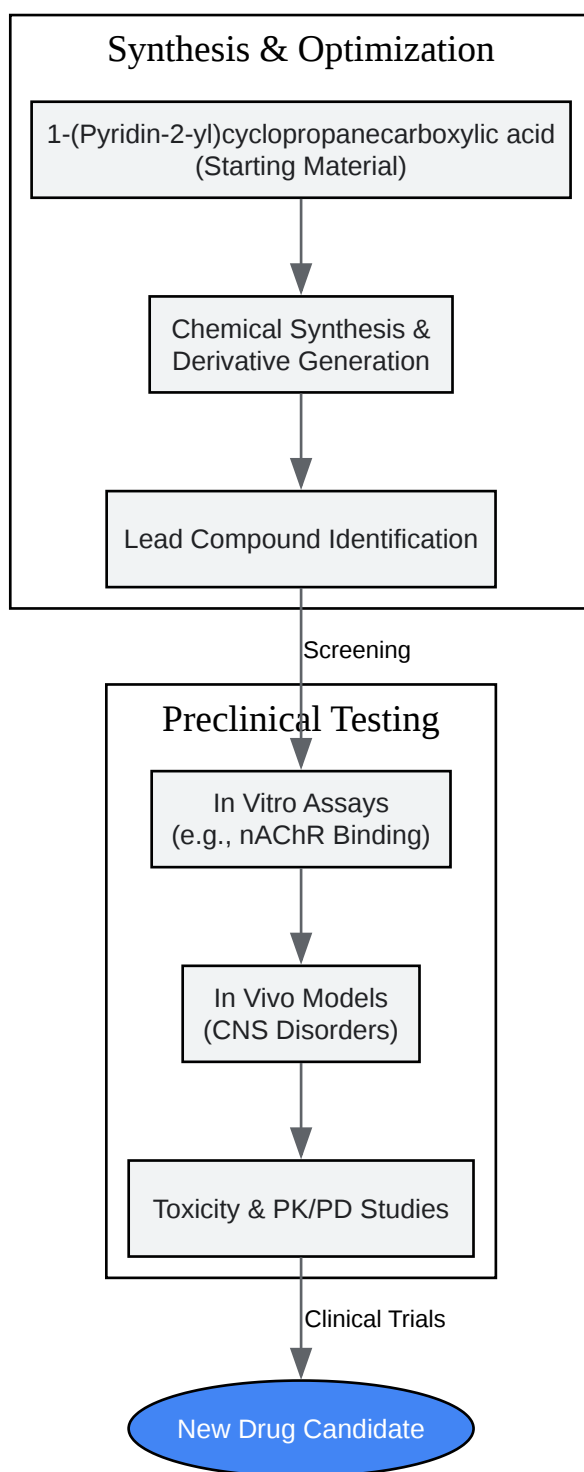 Synthesis & Optimization
1-(Pyridin-2-yl)cyclopropanecarboxylic acid
(Starting Material)
Chemical Synthesis &
Derivative Generation
Lead Compound Identification
Screening
Preclinical Testing
In Vitro Assays
(e.g., nAChR Binding)
In Vivo Models
(CNS Disorders)
Toxicity & PK/PD Studies
Clinical Trials
New Drug Candidate